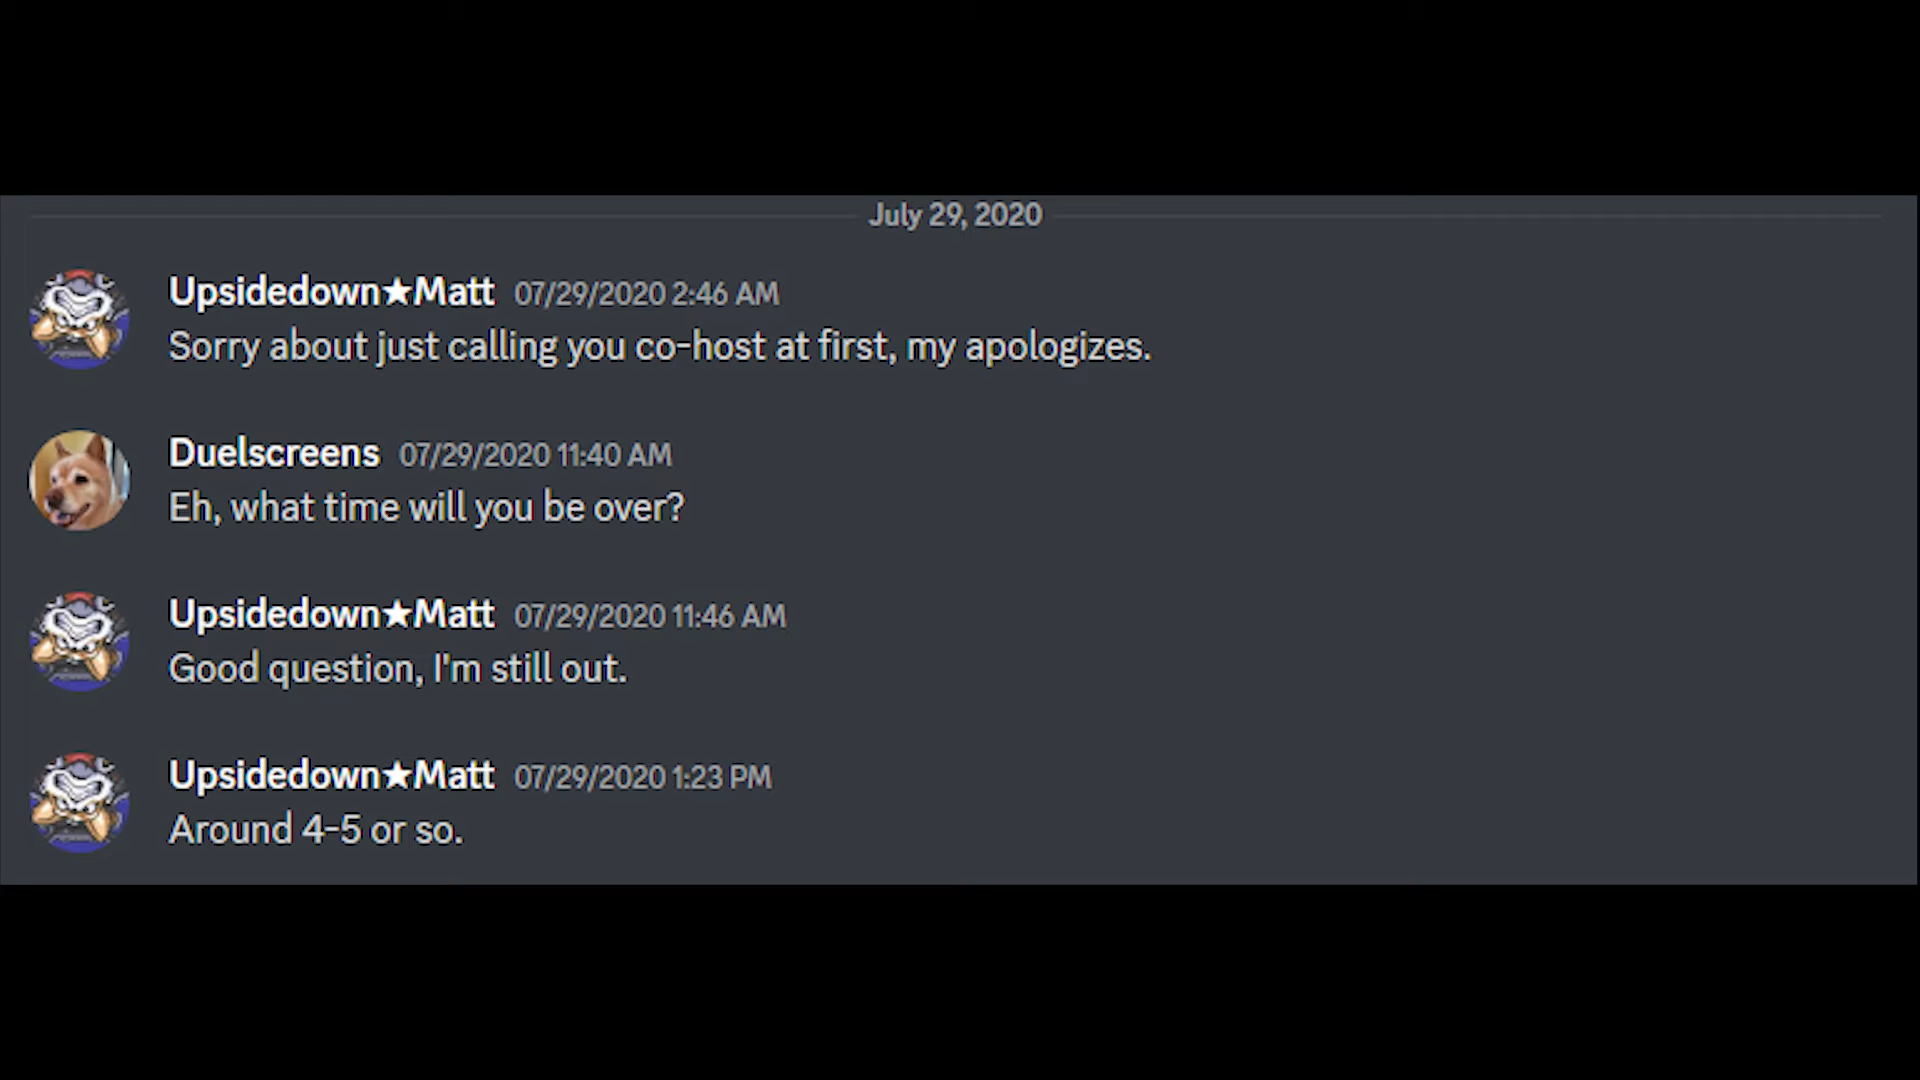 July 29, 2020
Upsidedown★Matt 07/29/2020 2:46 AM
Sorry about just calling you co-host at first, my apologizes.
Duelscreens 07/29/2020 11:40 AM
Eh, what time will you be over?
Upsidedown★Matt 07/29/2020 11:46 AM
Good question, I'm still out.
Upsidedown★Matt 07/29/2020 1:23 PM
Around 4-5 or so.